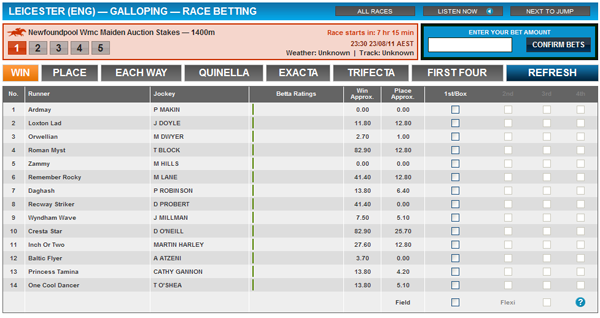 LEICESTER (ENG) — GALLOPING — RACE BETTING ALL RACES LISTEN NOW NEXT TO JUMP
Newfoundpool Wmc Maiden Auction Stakes — 1400m Race starts in: 7 hr 15 min
23:30 23/08/11 AEST
Weather: Unknown | Track: Unknown
1 2 3 4 5
ENTER YOUR BET AMOUNT
CONFIRM BETS
WIN PLACE EACH WAY QUINELLA EXACTA TRIFECTA FIRST FOUR REFRESH
No. Runner Jockey Betta Ratings Win Approx. Place Approx. 1st/Box 2nd 3rd 4th
1 Ardmay P MAKIN 0.00 0.00
2 Loxton Lad J DOYLE 11.80 12.80
3 Orwellian M DWYER 2.70 1.00
4 Roman Myst T BLOCK 82.90 12.80
5 Zammy M HILLS 0.00 0.00
6 Remember Rocky M LANE 41.40 12.80
7 Daghash P ROBINSON 13.80 6.40
8 Recway Striker D PROBERT 41.40 0.00
9 Wyndham Wave J MILLMAN 7.50 5.10
10 Cresta Star D O'NEILL 82.90 25.70
11 Inch Or Two MARTIN HARLEY 27.60 12.80
12 Baltic Flyer A ATZENI 3.70 0.00
13 Princess Tamina CATHY GANNON 13.80 4.20
14 One Cool Dancer T O'SHEA 13.80 5.10
Field Flexi ?